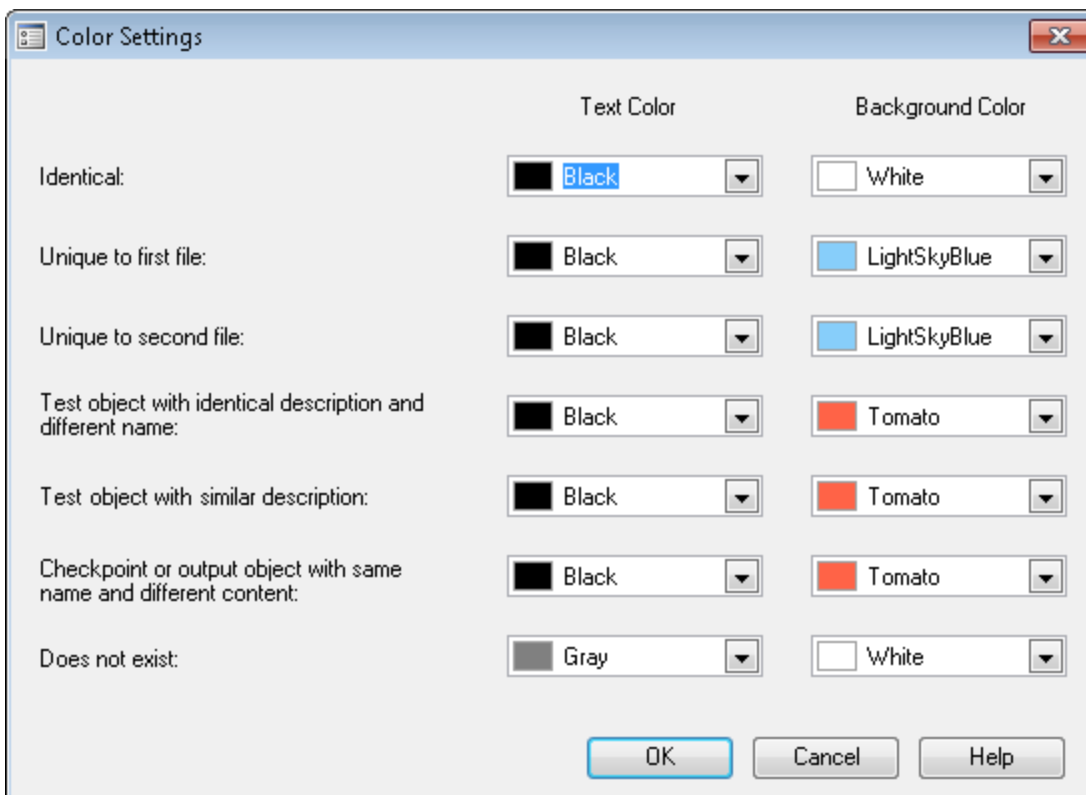 Color Settings
Text Color Background Color
Identical: Black White
Unique to first file: Black LightSkyBlue
Unique to second file: Black LightSkyBlue
Test object with identical description and
different name: Black Tomato
Test object with similar description: Black Tomato
Checkpoint or output object with same
name and different content: Black Tomato
Does not exist: Gray White
OK Cancel Help